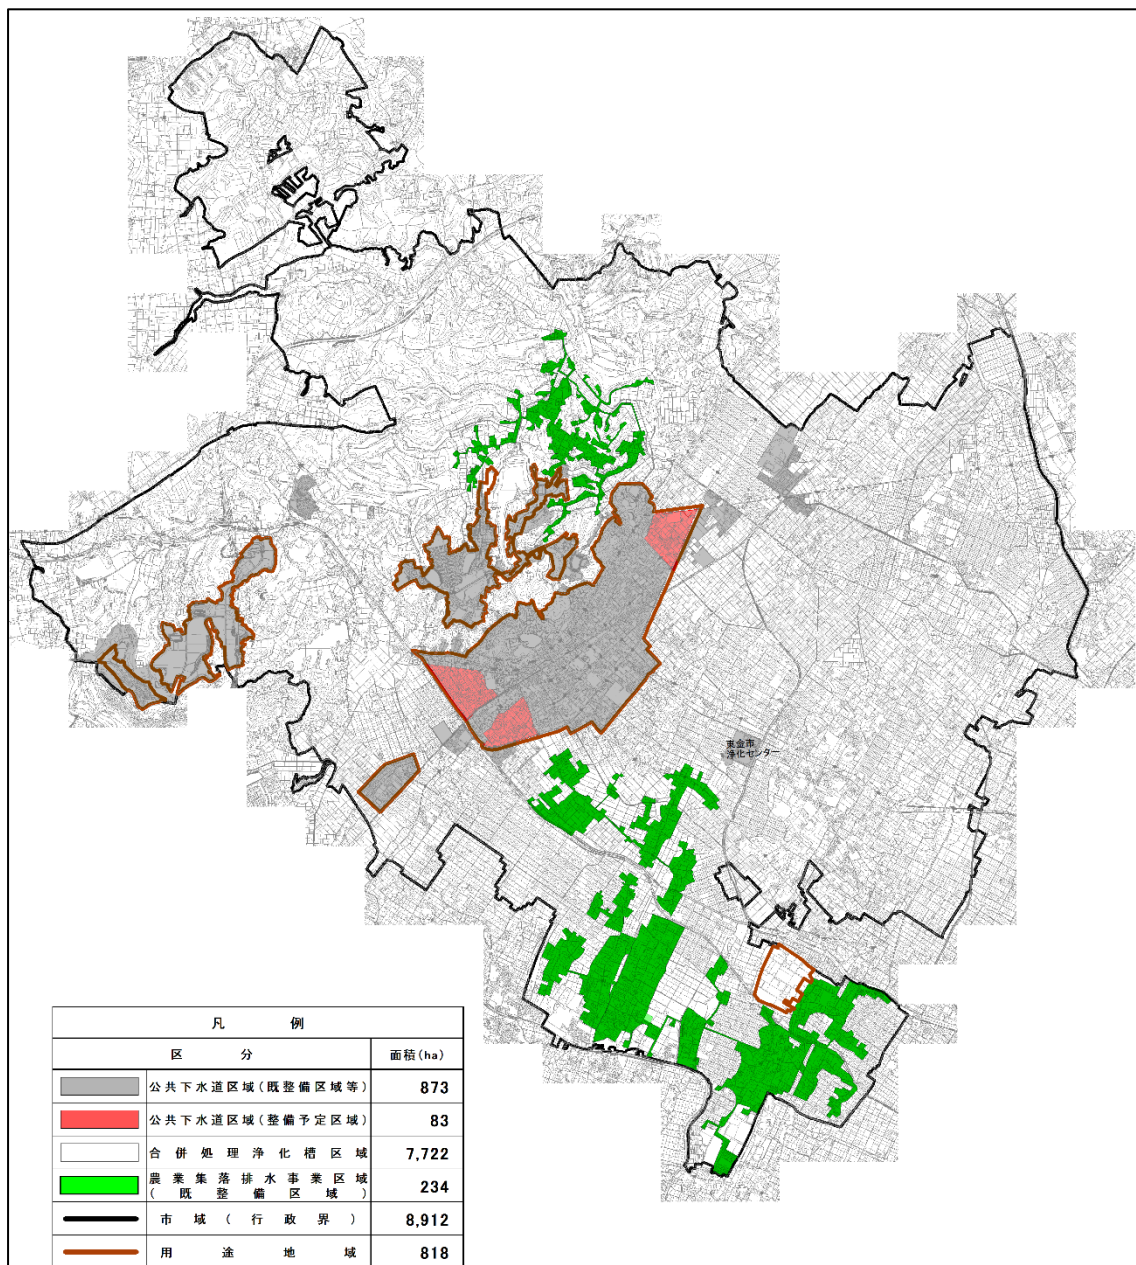 東金市
浄化センター
凡例
区分 面積(ha)
公共下水道区域(既整備区域等) 873
公共下水道区域(整備予定区域) 83
合併処理浄化槽区域 7,722
農業集落排水事業区域
(既整備区域) 234
市域(行政界) 8,912
用途地域 818